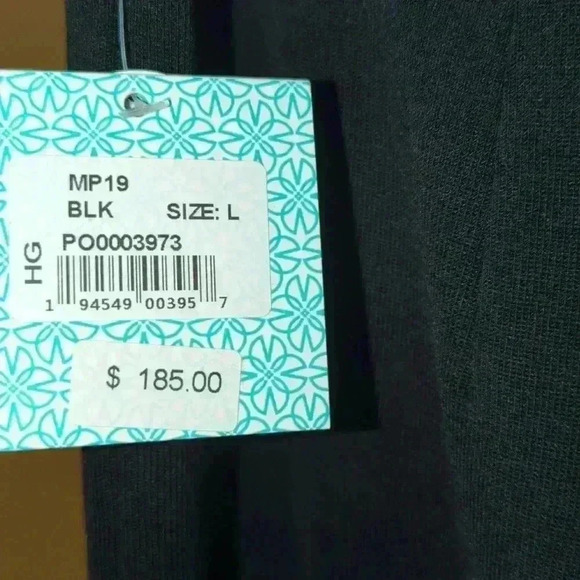 MP19
BLK SIZE: L
PO0003973
HG
1 94549 00395 7
$ 185.00